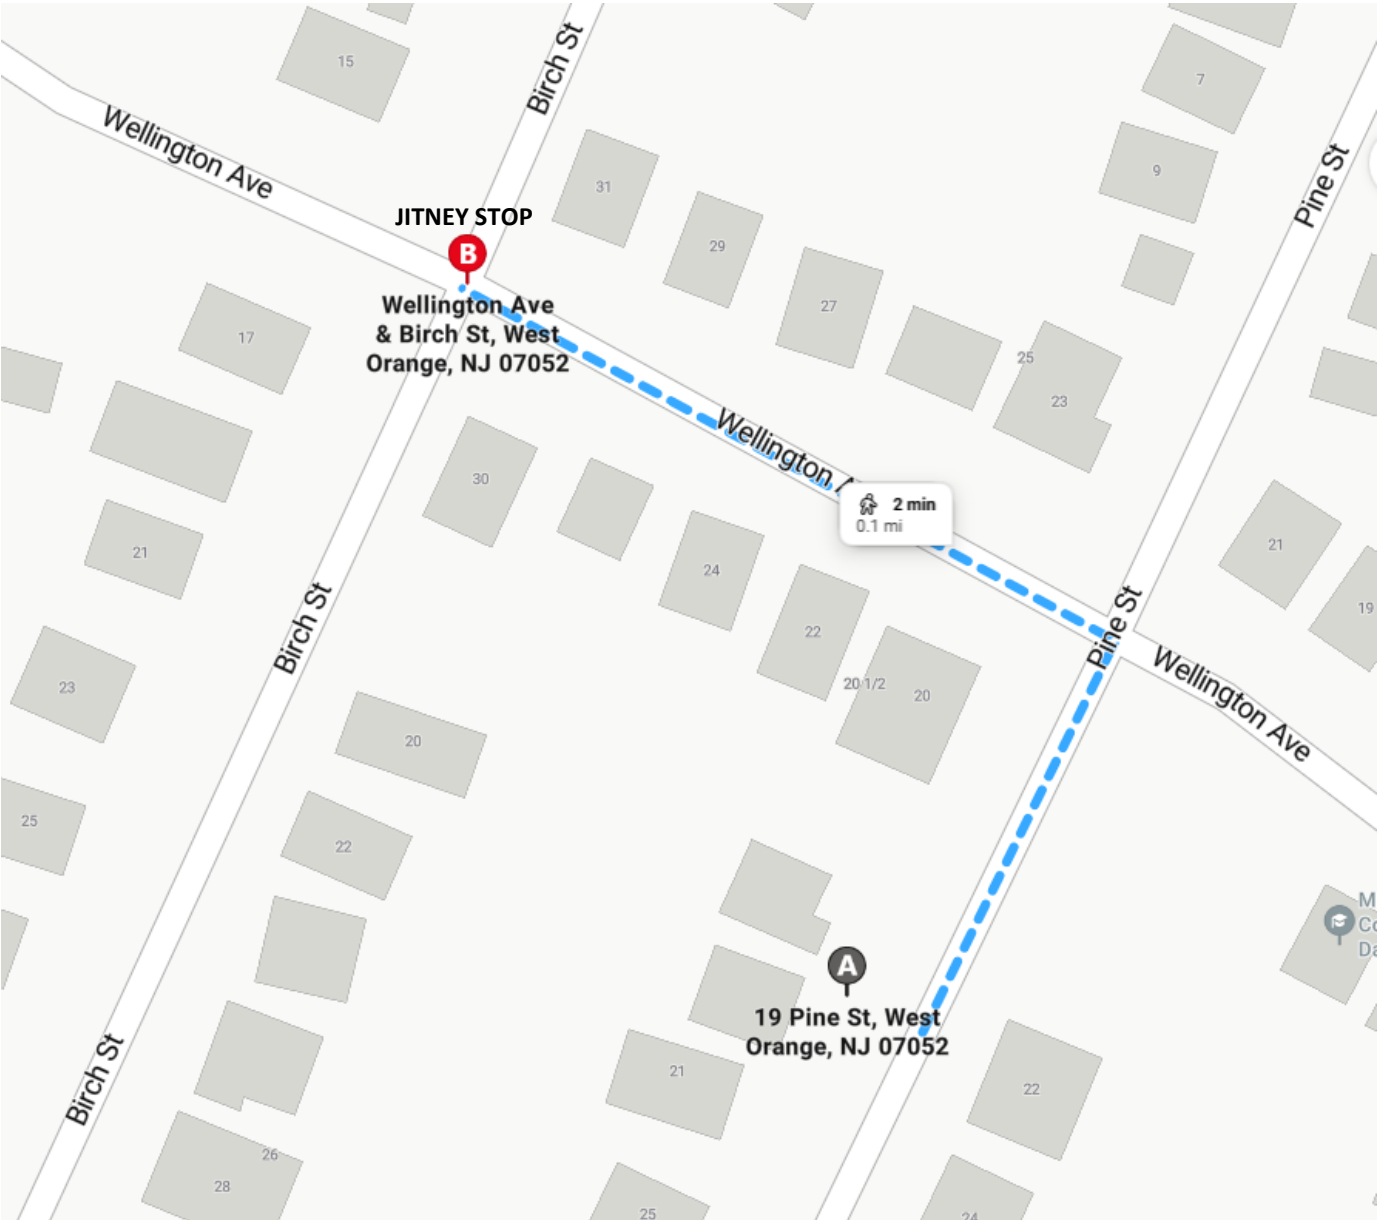 15
Birch St
7
Wellington Ave
9
Pine St
31
JITNEY STOP
B
29
Wellington Ave
& Birch St, West
Orange, NJ 07052
27
17
25
23
Wellington
30
2 min
0.1 mi
21
21
24
19
Birch St
Pine St
22
Wellington Ave
23
20 1/2
20
20
25
22
A
19 Pine St, West
Orange, NJ 07052
21
22
Birch St
26
28
25
24